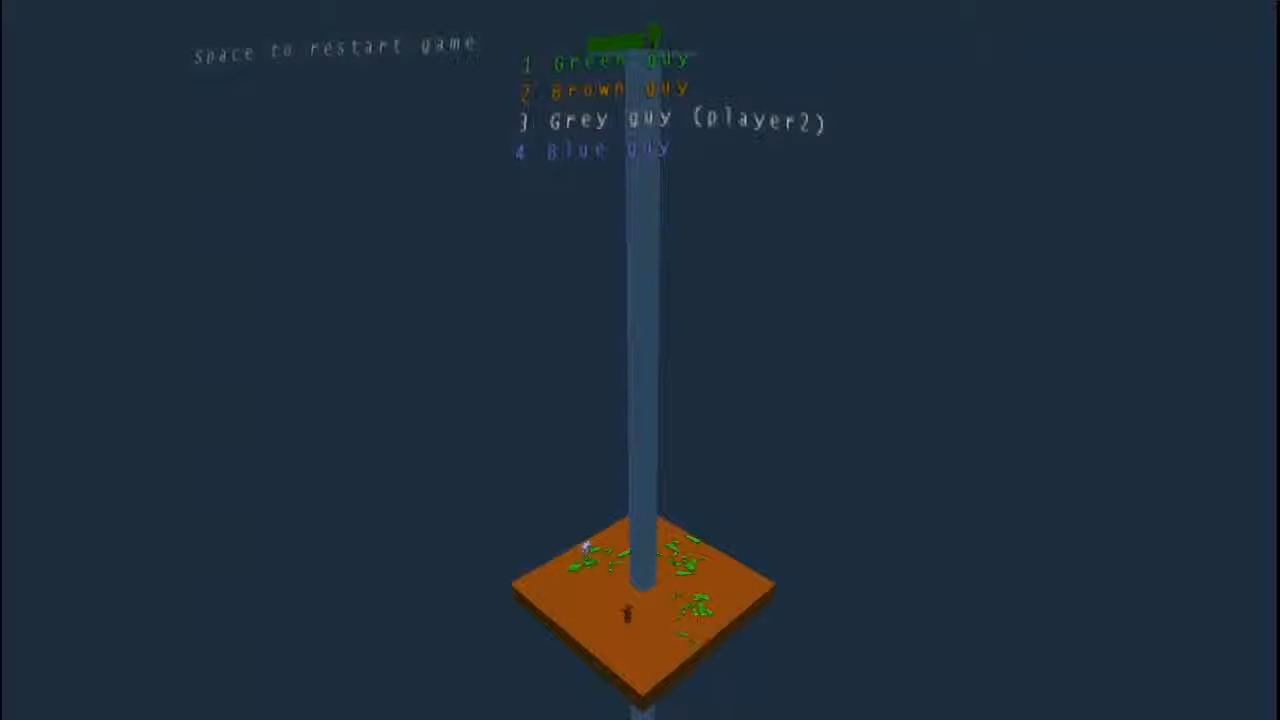 Space to restart game
1 Green guy
2 Brown guy
3 Grey guy (player2)
4 Blue guy